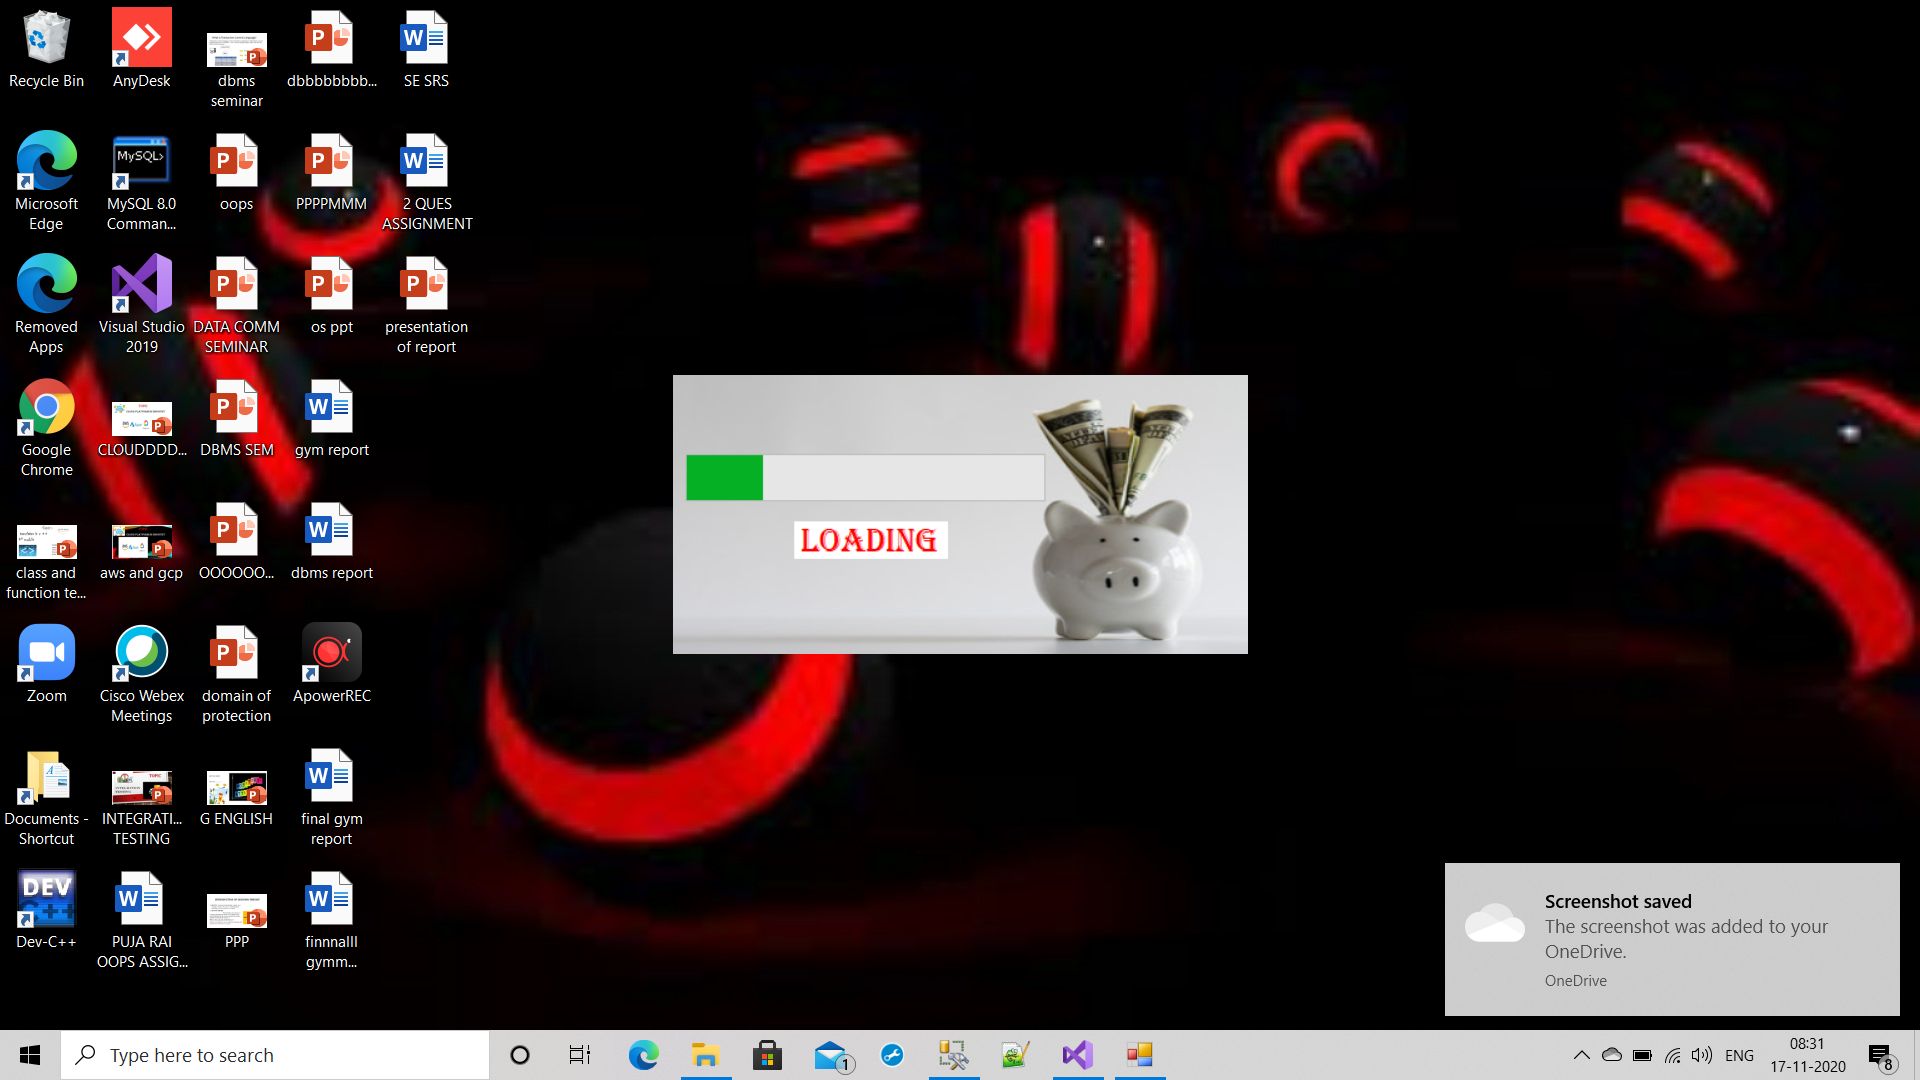 Recycle Bin
AnyDesk
dbms
seminar
dbbbbbbbb...
SE SRS
Microsoft
Edge
MySQL>
MySQL 8.0
Comman...
oops
PPPPMMM
2 QUES
ASSIGNMENT
Removed
Apps
Visual Studio
2019
DATA COMM
SEMINAR
os ppt
presentation
of report
Google
Chrome
CLOUDDDD...
DBMS SEM
gym report
class and
function te...
aws and gcp
OOOOOO...
dbms report
Zoom
Cisco Webex
Meetings
domain of
protection
ApowerREC
Documents -
Shortcut
INTEGRATI...
TESTING
G ENGLISH
final gym
report
DEV
C++
Dev-C++
PUJA RAI
OOPS ASSIG...
PPP
finnnalll
gymm...
LOADING
Screenshot saved
The screenshot was added to your
OneDrive.
OneDrive
Type here to search
1
ENG
08:31
17-11-2020
8